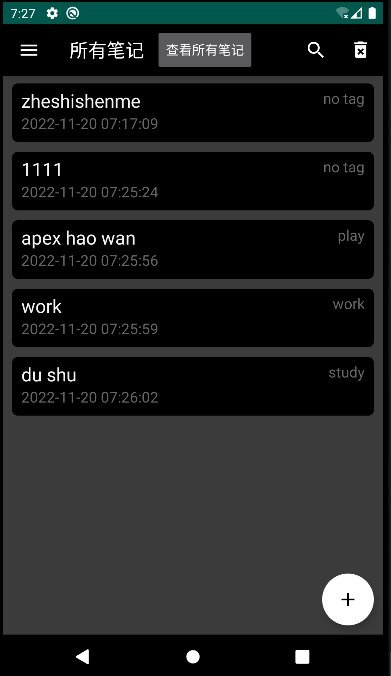 7:27
所有笔记
查看所有笔记
zheshishenme
no tag
2022-11-20 07:17:09
1111
no tag
2022-11-20 07:25:24
apex hao wan
play
2022-11-20 07:25:56
work
work
2022-11-20 07:25:59
du shu
study
2022-11-20 07:26:02